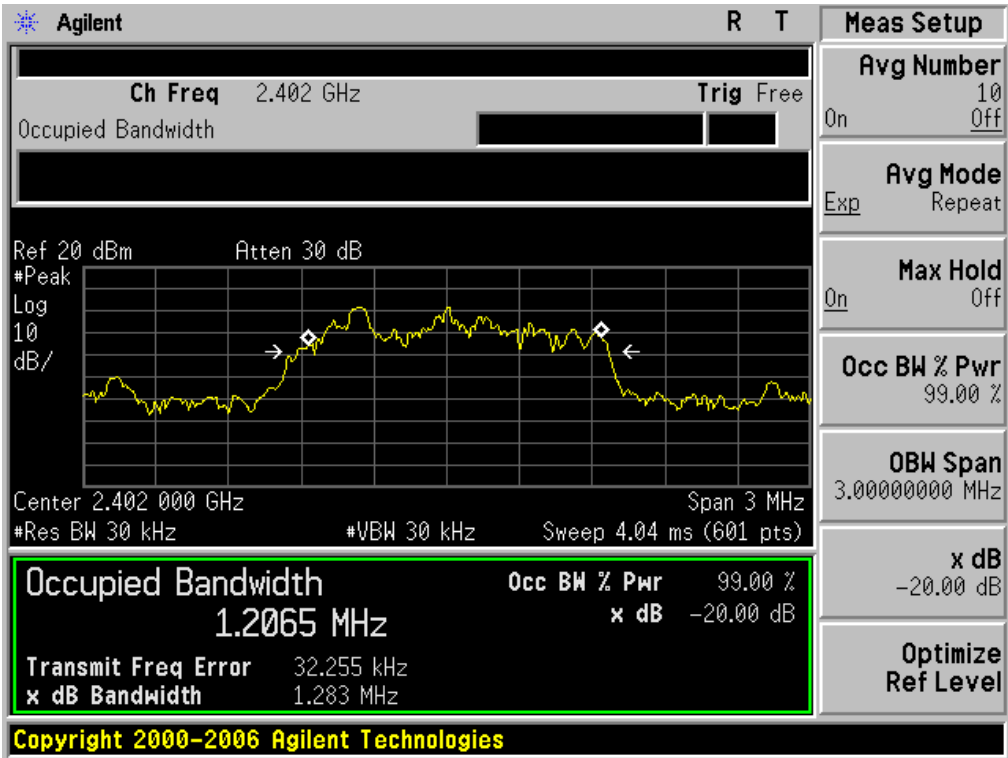 Agilent R T
Ch Freq 2.402 GHz Trig Free
Occupied Bandwidth
Ref 20 dBm Atten 30 dB
#Peak
Log
10
dB/
Center 2.402 000 GHz Span 3 MHz
#Res BW 30 kHz #VBW 30 kHz Sweep 4.04 ms (601 pts)
Occupied Bandwidth Occ BW % Pwr 99.00 %
1.2065 MHz x dB -20.00 dB
Transmit Freq Error 32.255 kHz
x dB Bandwidth 1.283 MHz
Copyright 2000-2006 Agilent Technologies
Meas Setup
Avg Number
10
On Off
Avg Mode
Exp Repeat
Max Hold
On Off
Occ BW % Pwr
99.00 %
OBW Span
3.00000000 MHz
x dB
-20.00 dB
Optimize
Ref Level